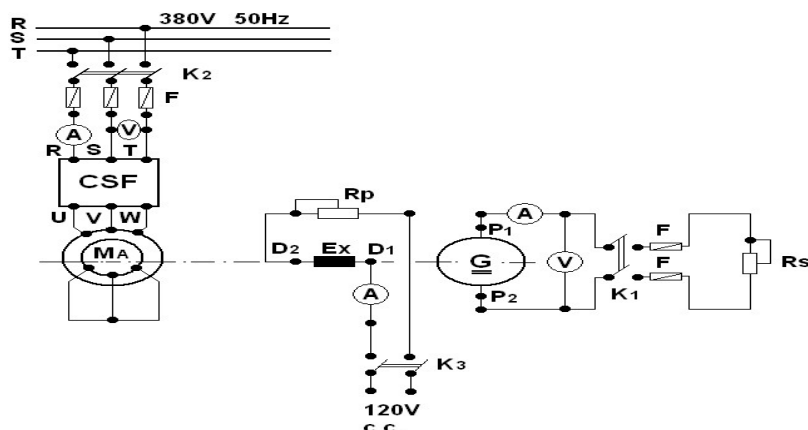 R 380V 50Hz
S
T
K2
F
A
V
R S T
CSF
U V W
MA
Rp
D2 Ex D1
A
K3
120V
c.c.
A
P1
G
V
P2
F
F
K1
Rs